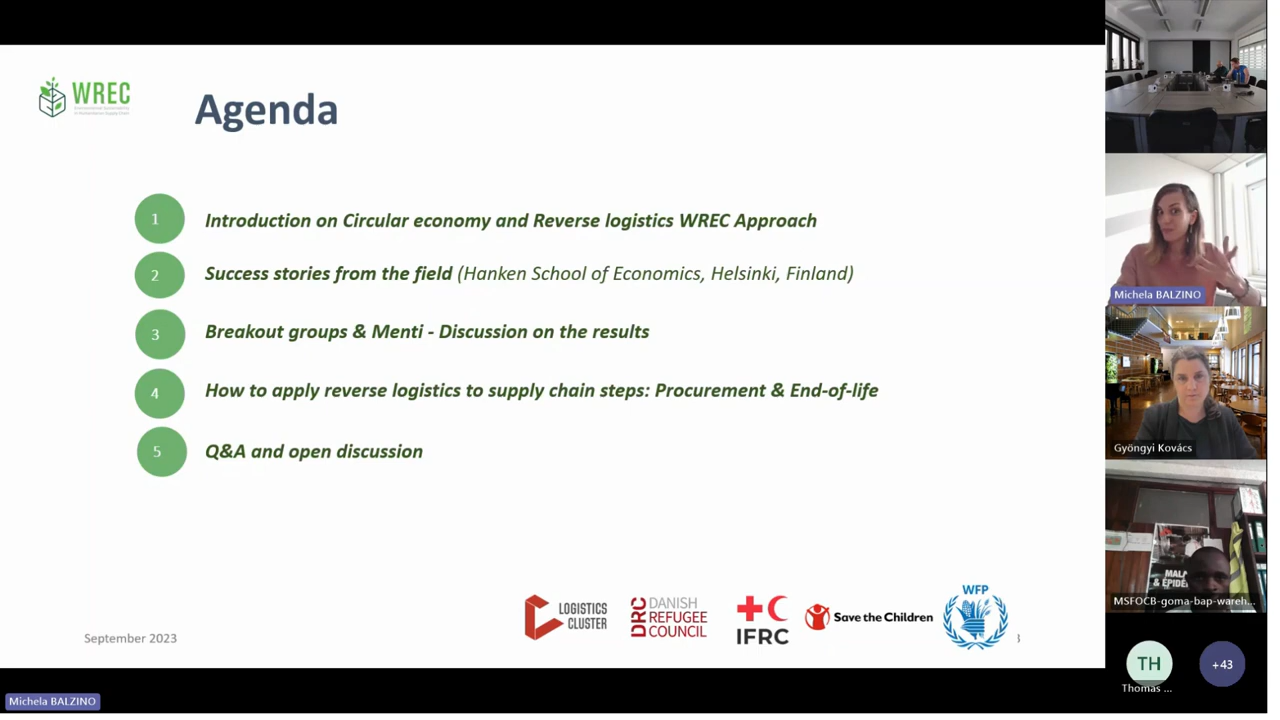 WREC
Agenda
1
Introduction on Circular economy and Reverse logistics WREC Approach
2
Success stories from the field (Hanken School of Economics, Helsinki, Finland)
3
Breakout groups & Menti - Discussion on the results
4
How to apply reverse logistics to supply chain steps: Procurement & End-of-life
5
Q&A and open discussion
September 2023
LOGISTICS
CLUSTER
DRC DANISH
REFUGEE
COUNCIL
IFRC
Save the Children
WFP
3
Michela BALZINO
Michela BALZINO
Gyöngyi Kovács
MSFOCB-goma-bap-wareh...
TH
Thomas ...
+43